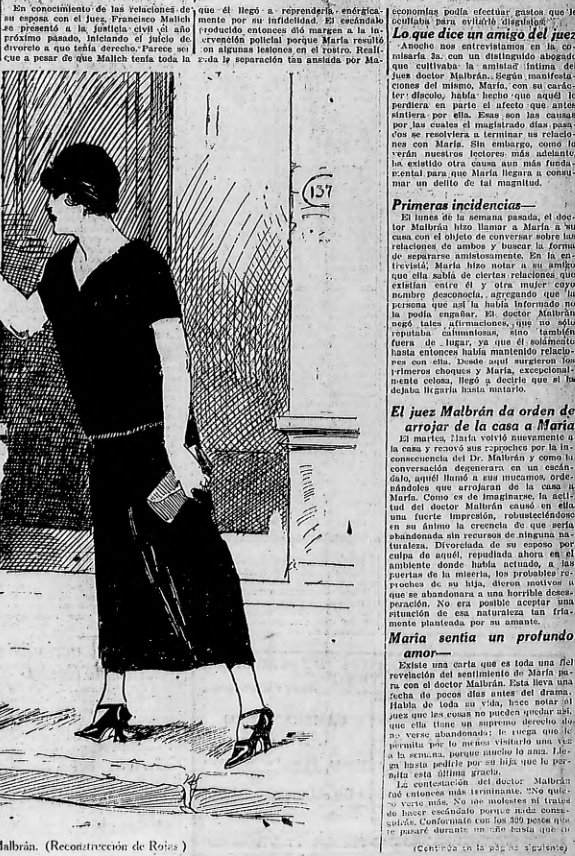 En conocimiento de las relaciones de
su esposa con el juez, Francisco Malich
se presentó a la justicia civil el año
próximo pasado, iniciando el juicio de
divorcio a que tenía derecho. Parece ser
que a pesar de que Malich tenía toda la
que él llegó a reprenderla enérgica-
mente por su infidelidad. El escándalo
producido entonces dió margen a la in-
tervención policial porque María resultó
con algunas lesiones en el rostro. Reali-
zada la separación tan ansiada por Ma-
137
Malbrán. (Reconstrucción de Rojas)
economías podía efectuar gastos que le
ocultaba para evitarle disgustos.
Lo que dice un amigo del juez
Anoche nos entrevistamos en la co-
misaría 3a. con un distinguido abogado
que cultivaba la amistad íntima del
juez doctor Malbrán. Según manifesta-
ciones del mismo, María, con su carác-
ter díscolo, había hecho que aquél le
perdiera en parte el afecto que antes
sintiera por ella. Esas son las causas
por las cuales el magistrado días pasa-
dos se resolviera a terminar us relacio-
nes con María. Sin embargo, como lo
verán nuestros lectores más adelante,
ha existido otra causa aun más funda-
mental para que María llegara a consu-
mar un delito de tal magnitud.
Primeras incidencias—
El lunes de la semana pasada, el doc-
tor Malbrán hizo llamar a María a su
casa con el objeto de conversar sobre las
relaciones de ambos y buscar la forma
de separarse amistosamente. En la en-
trevista, María hizo notar a su amigo
que ella sabía de ciertas relaciones que
existían entre él y otra mujer cuyo
nombre desconocía, agregando que la
persona que así la había informado no
la podía engañar. El doctor Malbrán
negó tales afirmaciones, que no sólo
reputaba calumniosas, sino también
fuera de lugar, ya que él solamente
hasta entonces había mantenido relacio-
nes con ella. Desde aquí surgieron los
primeros choques y María, excepcional-
mente celosa, llegó a decirle que si la
dejaba llegaría hasta matarlo.
El juez Malbrán da orden de
arrojar de la casa a María
El martes, María volvió nuevamente a
la casa y renovó sus reproches por la in-
consecuencia del Dr. Malbrán y como la
conversación degenerara en un escán-
dalo, aquél llamó a sus mucamos, orde-
nándoles que arrojaran de la casa a
María. Como es de imaginarse, la acti-
tud del doctor Malbrán causó en ella
una fuerte impresión, robusteciéndose
en su ánimo la creencia de que sería
abandonada sin recursos de ninguna na-
turaleza. Divorciada de su esposo por
culpa de aquél, repudiada ahora en el
ambiente donde había actuado, a las
puertas de la miseria, los probables re-
proches de su hija, dieron motivos a
que se abandonara a una horrible deses-
peración. No era posible aceptar una
situación de esa naturaleza tan fría-
mente planteada por su amante.
María sentía un profundo
amor—
Existe una carta que es toda una fiel
revelación del sentimiento de María pa-
ra con el doctor Malbrán. Esta lleva una
fecha de pocos días antes del drama.
Habla de toda su vida, hace notar al
juez que las cosas no pueden quedar así,
que ella tiene un supremo derecho de
no verse abandonada; le ruega que le
permita por lo menos visitarlo una vez
a la semana, porque mucho lo ama. Lle-
ga hasta pedirle por su hija que le per-
mita esta última gracia.
La contestación del doctor Malbrán
fué entonces más terminante. "No quie-
ro verte más. No me molestes ni trates
de hacer escándalo porque nada conse-
guirás. Confórmate con los 300 pesos que
te pasaré durante un año hasta que
(Continúa en la página siguiente)